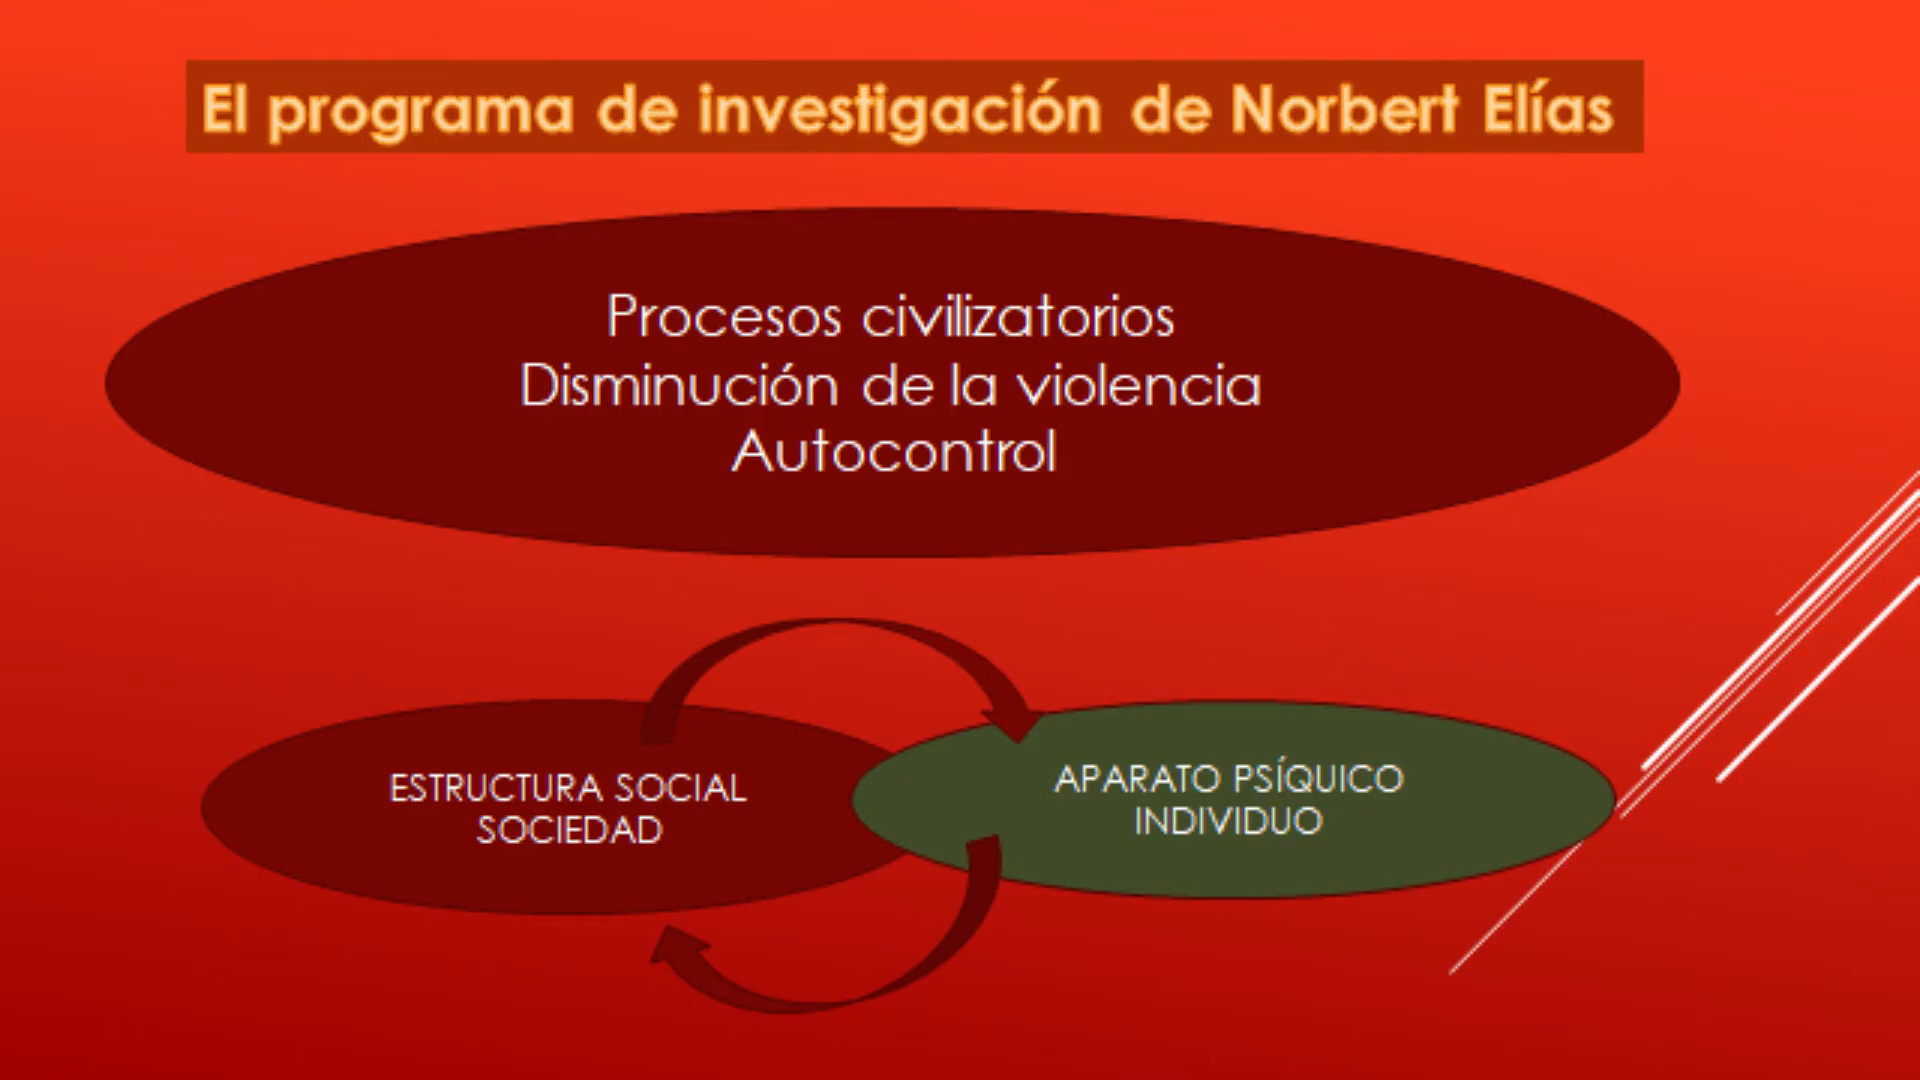 El programa de investigación de Norbert Elías
Procesos civilizatorios
Disminución de la violencia
Autocontrol
ESTRUCTURA SOCIAL
SOCIEDAD
APARATO PSÍQUICO
INDIVIDUO